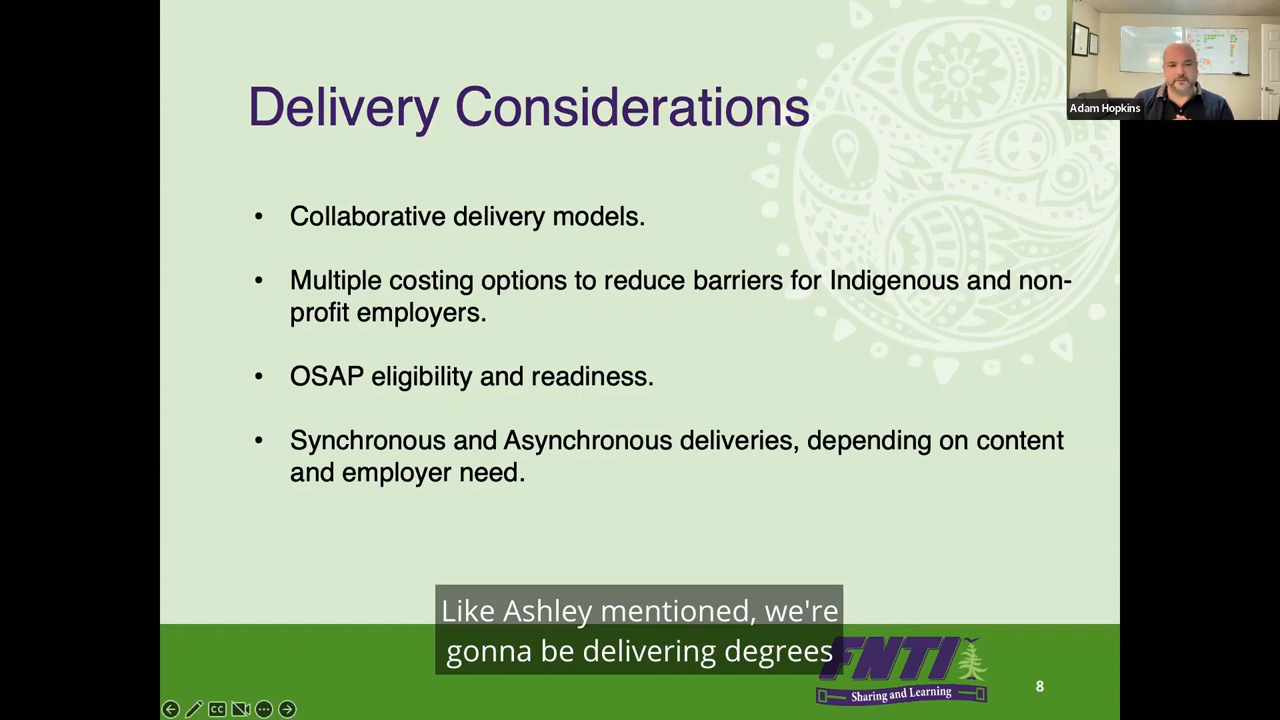 Delivery Considerations
Adam Hopkins
• Collaborative delivery models.
• Multiple costing options to reduce barriers for Indigenous and non-
profit employers.
• OSAP eligibility and readiness.
• Synchronous and Asynchronous deliveries, depending on content
and employer need.
Like Ashley mentioned, we're
gonna be delivering degrees
FNTI
Sharing and Learning
8
CC